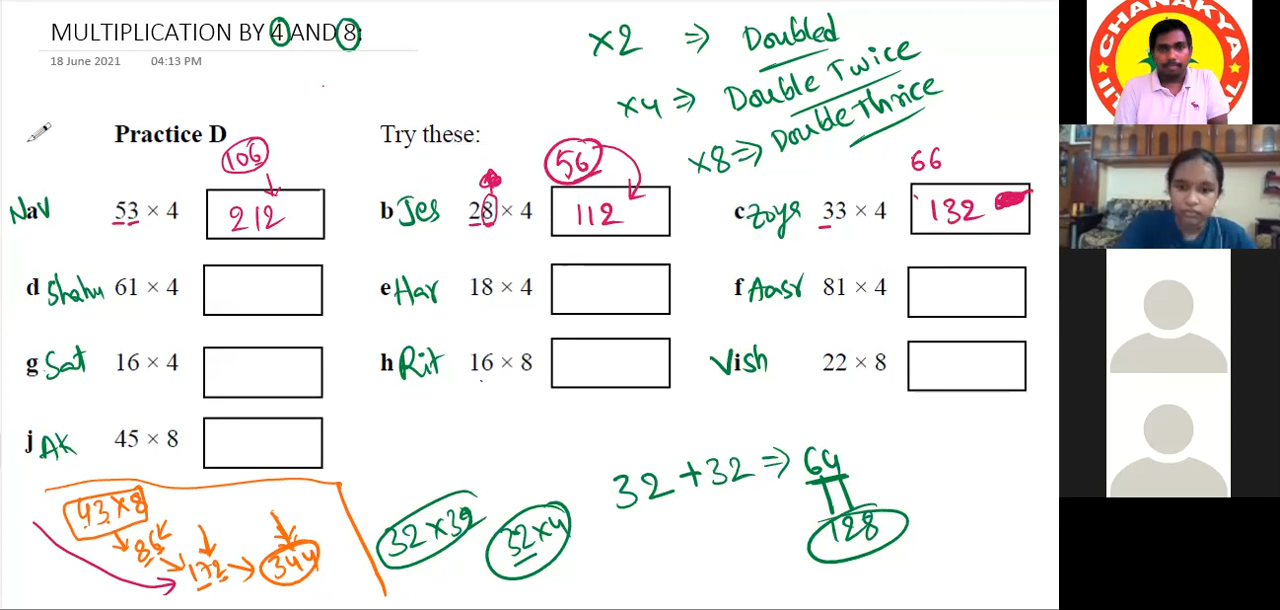 MULTIPLICATION BY 4 AND 8:
18 June 2021 04:13 PM
×2 ⇒ Doubled
×4 ⇒ Double Twice
×8 ⇒ Double Thrice
CHANAKYA
Practice D Try these:
106 56 66
Nav 53 × 4 212 b Jes 28 × 4 112 c Zoya 33 × 4 132
d Shahu 61 × 4 e Har 18 × 4 f Aasr 81 × 4
g Sat 16 × 4 h Rit 16 × 8 Vish 22 × 8
j AK 45 × 8
32 + 32 ⇒ 64
128
43 × 8
86 172 344
32 × 32 32 × 4